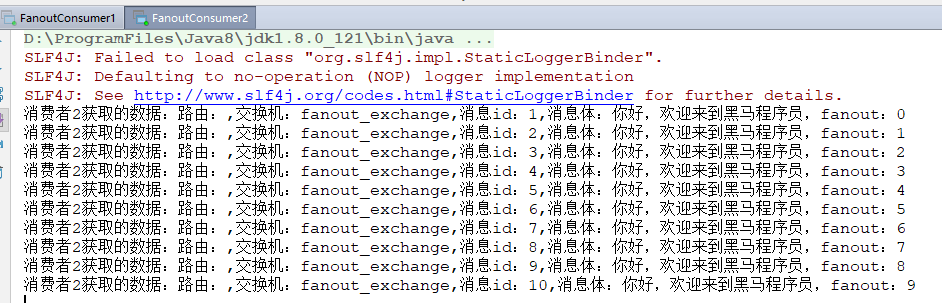 FanoutConsumer1 FanoutConsumer2
D:\ProgramFiles\Java8\jdk1.8.0_121\bin\java ...
SLF4J: Failed to load class "org.slf4j.impl.StaticLoggerBinder".
SLF4J: Defaulting to no-operation (NOP) logger implementation
SLF4J: See http://www.slf4j.org/codes.html#StaticLoggerBinder for further details.
消费者2获取的数据：路由：,交换机：fanout_exchange,消息id：1,消息体：你好，欢迎来到黑马程序员，fanout：0
消费者2获取的数据：路由：,交换机：fanout_exchange,消息id：2,消息体：你好，欢迎来到黑马程序员，fanout：1
消费者2获取的数据：路由：,交换机：fanout_exchange,消息id：3,消息体：你好，欢迎来到黑马程序员，fanout：2
消费者2获取的数据：路由：,交换机：fanout_exchange,消息id：4,消息体：你好，欢迎来到黑马程序员，fanout：3
消费者2获取的数据：路由：,交换机：fanout_exchange,消息id：5,消息体：你好，欢迎来到黑马程序员，fanout：4
消费者2获取的数据：路由：,交换机：fanout_exchange,消息id：6,消息体：你好，欢迎来到黑马程序员，fanout：5
消费者2获取的数据：路由：,交换机：fanout_exchange,消息id：7,消息体：你好，欢迎来到黑马程序员，fanout：6
消费者2获取的数据：路由：,交换机：fanout_exchange,消息id：8,消息体：你好，欢迎来到黑马程序员，fanout：7
消费者2获取的数据：路由：,交换机：fanout_exchange,消息id：9,消息体：你好，欢迎来到黑马程序员，fanout：8
消费者2获取的数据：路由：,交换机：fanout_exchange,消息id：10,消息体：你好，欢迎来到黑马程序员，fanout：9